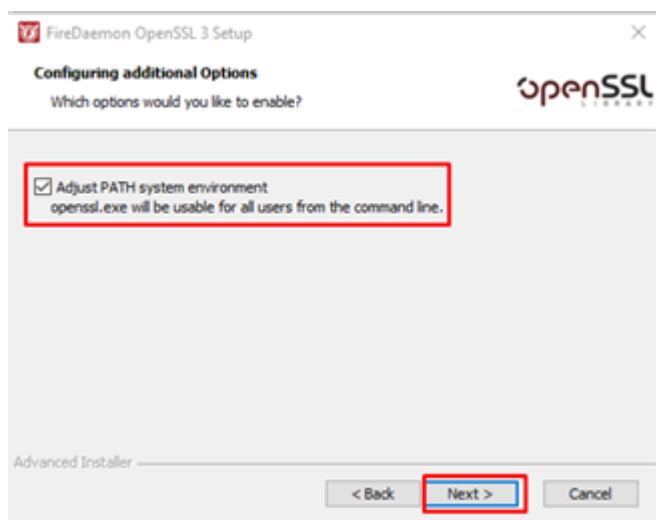 FireDaemon OpenSSL 3 Setup
Configuring additional Options
Which options would you like to enable?
OpenSSL
LIBRARY
Adjust PATH system environment
openssl.exe will be usable for all users from the command line.
Advanced Installer
< Back Next > Cancel